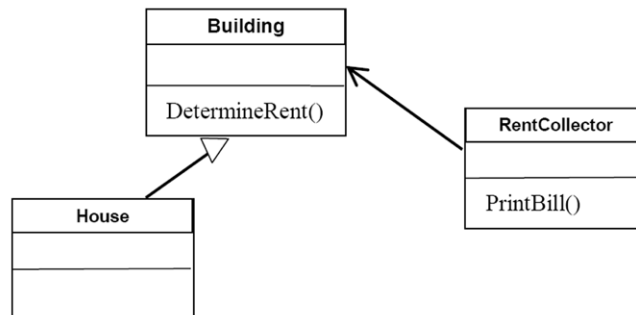 Building
DetermineRent()
RentCollector
PrintBill()
House